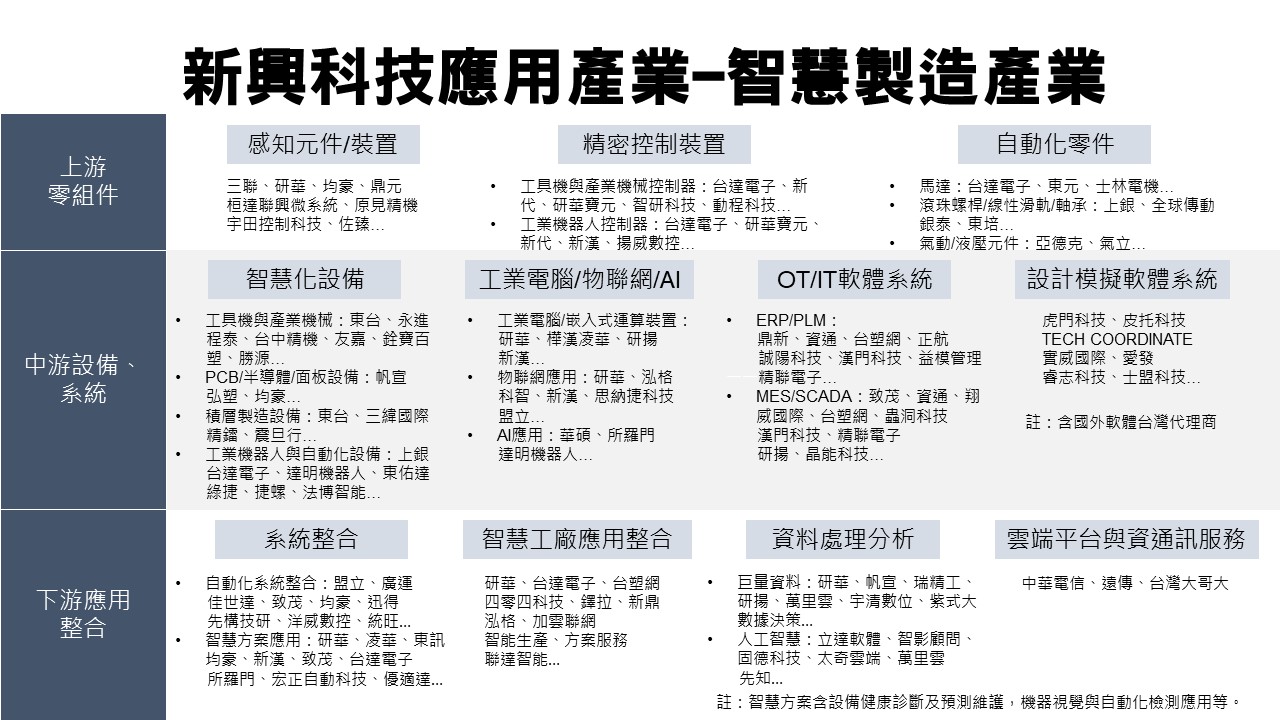 新興科技應用產業-智慧製造產業
上游
零組件
感知元件/裝置
三聯、研華、均豪、鼎元
桓達聯興微系統、原見精機
宇田控制科技、佐臻…
精密控制裝置
• 工具機與產業機械控制器：台達電子、新
代、研華寶元、智研科技、動程科技…
• 工業機器人控制器：台達電子、研華寶元、
新代、新漢、揚威數控…
自動化零件
• 馬達：台達電子、東元、士林電機…
• 滾珠螺桿/線性滑軌/軸承：上銀、全球傳動
銀泰、東培…
• 氣動/液壓元件：亞德克、氣立…
中游設備、
系統
智慧化設備
• 工具機與產業機械：東台、永進
程泰、台中精機、友嘉、銓寶百
塑、勝源…
• PCB/半導體/面板設備：帆宣
弘塑、均豪…
• 積層製造設備：東台、三緯國際
精鐳、震旦行…
• 工業機器人與自動化設備：上銀
台達電子、達明機器人、東佑達
綠捷、捷螺、法博智能…
工業電腦/物聯網/AI
• 工業電腦/嵌入式運算裝置：
研華、樺漢凌華、研揚
新漢…
• 物聯網應用：研華、泓格
科智、新漢、思納捷科技
盟立…
• AI應用：華碩、所羅門
達明機器人…
OT/IT軟體系統
• ERP/PLM：
鼎新、資通、台塑網、正航
誠陽科技、漢門科技、益模管理
精聯電子…
• MES/SCADA：致茂、資通、翔
威國際、台塑網、蟲洞科技
漢門科技、精聯電子
研揚、晶能科技…
設計模擬軟體系統
虎門科技、皮托科技
TECH COORDINATE
實威國際、愛發
睿志科技、士盟科技…
註：含國外軟體台灣代理商
下游應用
整合
系統整合
• 自動化系統整合：盟立、廣運
佳世達、致茂、均豪、迅得
先構技研、洋威數控、統旺...
• 智慧方案應用：研華、凌華、東訊
均豪、新漢、致茂、台達電子
所羅門、宏正自動科技、優適達...
智慧工廠應用整合
研華、台達電子、台塑網
四零四科技、鐸拉、新鼎
泓格、加雲聯網
智能生產、方案服務
聯達智能...
資料處理分析
• 巨量資料：研華、帆宣、瑞精工、
研揚、萬里雲、宇清數位、紫式大
數據決策...
• 人工智慧：立達軟體、智影顧問、
固德科技、太奇雲端、萬里雲
先知...
雲端平台與資通訊服務
中華電信、遠傳、台灣大哥大
註：智慧方案含設備健康診斷及預測維護，機器視覺與自動化檢測應用等。